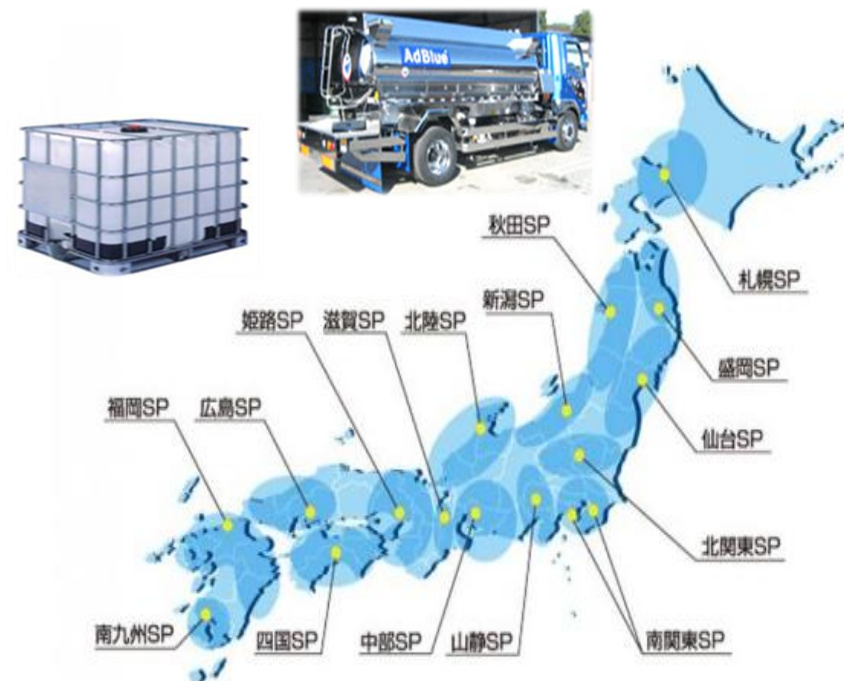 AdBlue
秋田SP
札幌SP
新潟SP
姫路SP
滋賀SP
北陸SP
盛岡SP
福岡SP
広島SP
仙台SP
北関東SP
南九州SP
四国SP
中部SP
山静SP
南関東SP